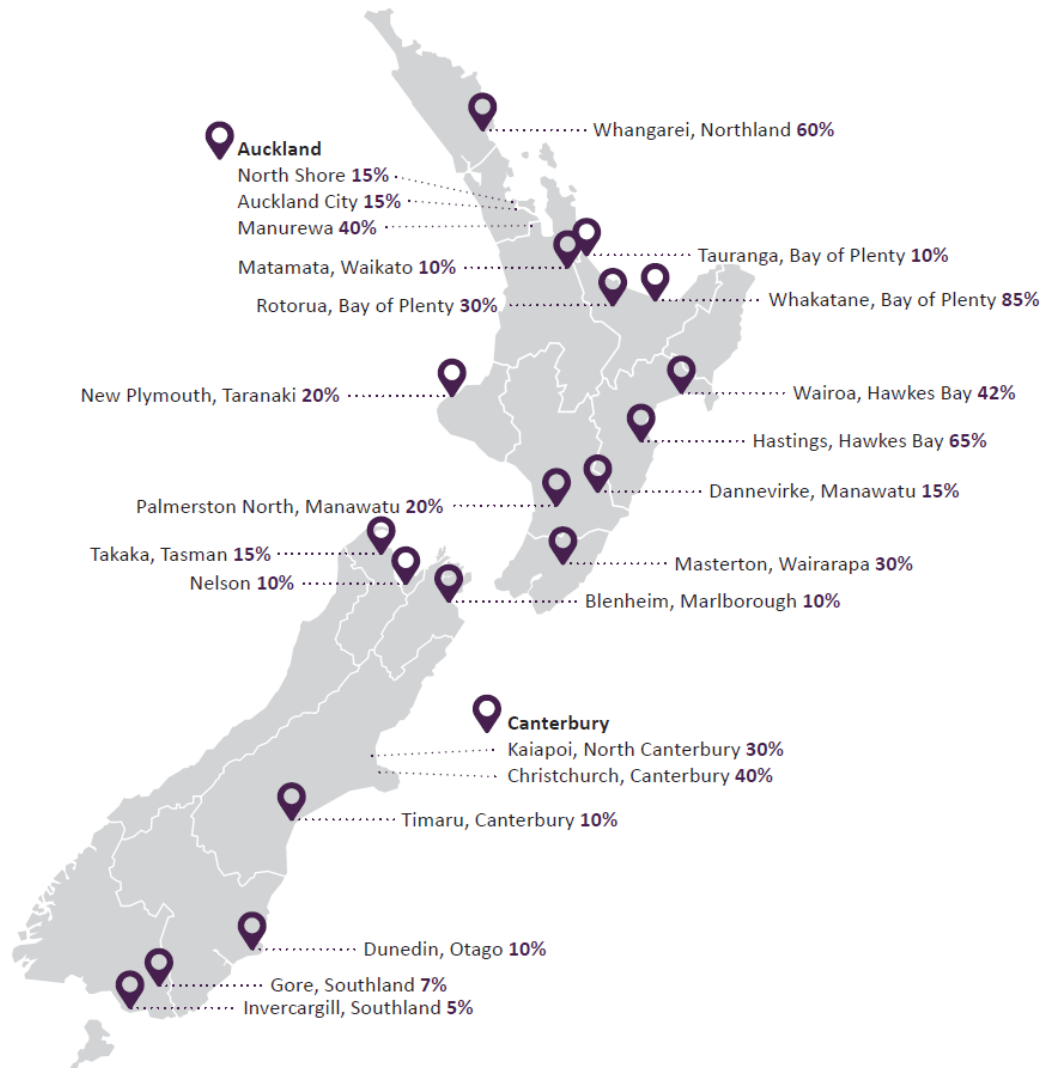 Whangarei, Northland 60%
Auckland
North Shore 15%
Auckland City 15%
Manurewa 40%
Matamata, Waikato 10%
Tauranga, Bay of Plenty 10%
Rotorua, Bay of Plenty 30%
Whakatane, Bay of Plenty 85%
New Plymouth, Taranaki 20%
Wairoa, Hawkes Bay 42%
Hastings, Hawkes Bay 65%
Dannevirke, Manawatu 15%
Palmerston North, Manawatu 20%
Takaka, Tasman 15%
Masterton, Wairarapa 30%
Nelson 10%
Blenheim, Marlborough 10%
Canterbury
Kaiapoi, North Canterbury 30%
Christchurch, Canterbury 40%
Timaru, Canterbury 10%
Dunedin, Otago 10%
Gore, Southland 7%
Invercargill, Southland 5%